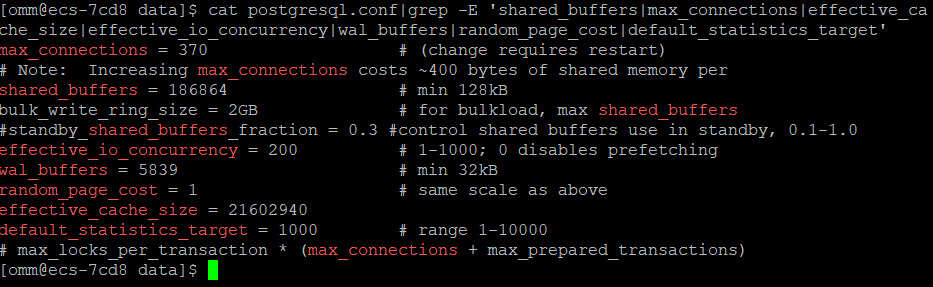 [omm@ecs-7cd8 data]$ cat postgresql.conf|grep -E 'shared_buffers|max_connections|effective_ca
che_size|effective_io_concurrency|wal_buffers|random_page_cost|default_statistics_target'
max_connections = 370                   # (change requires restart)
# Note:  Increasing max_connections costs ~400 bytes of shared memory per
shared_buffers = 186864                 # min 128kB
bulk_write_ring_size = 2GB              # for bulkload, max shared_buffers
#standby_shared_buffers_fraction = 0.3 #control shared buffers use in standby, 0.1-1.0
effective_io_concurrency = 200          # 1-1000; 0 disables prefetching
wal_buffers = 5839                      # min 32kB
random_page_cost = 1                    # same scale as above
effective_cache_size = 21602940
default_statistics_target = 1000        # range 1-10000
# max_locks_per_transaction * (max_connections + max_prepared_transactions)
[omm@ecs-7cd8 data]$